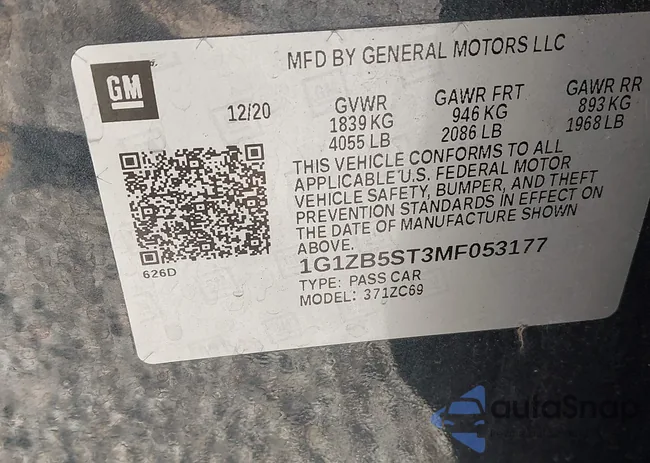 GM
MFD BY GENERAL MOTORS LLC
12/20
GVWR
1839 KG
4055 LB
GAWR FRT
946 KG
2086 LB
GAWR RR
893 KG
1968 LB
THIS VEHICLE CONFORMS TO ALL
APPLICABLE U.S. FEDERAL MOTOR
VEHICLE SAFETY, BUMPER, AND THEFT
PREVENTION STANDARDS IN EFFECT ON
THE DATE OF MANUFACTURE SHOWN
ABOVE.
626D
1G1ZB5ST3MF053177
TYPE: PASS CAR
MODEL: 371ZC69
autoSnap